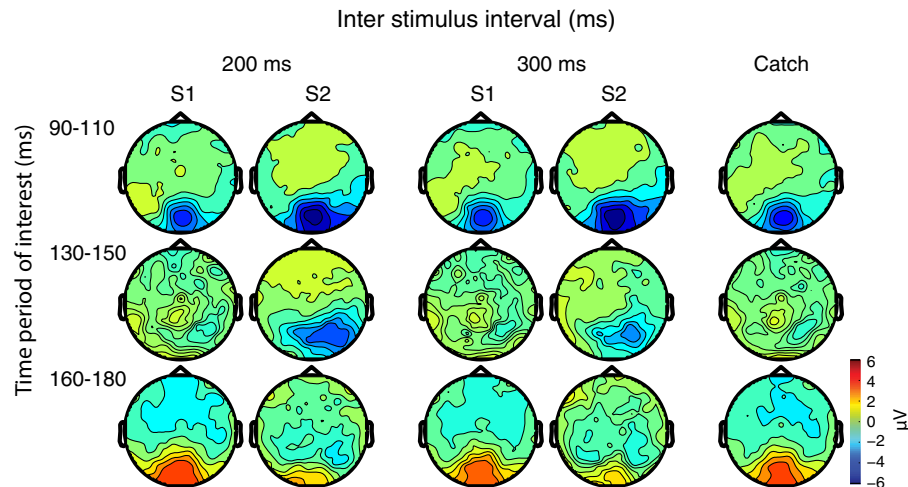 Inter stimulus interval (ms)
200 ms
300 ms
Catch
S1
S2
S1
S2
Time period of interest (ms)
90-110
130-150
160-180
6
4
2
0
−2
−4
−6
μV